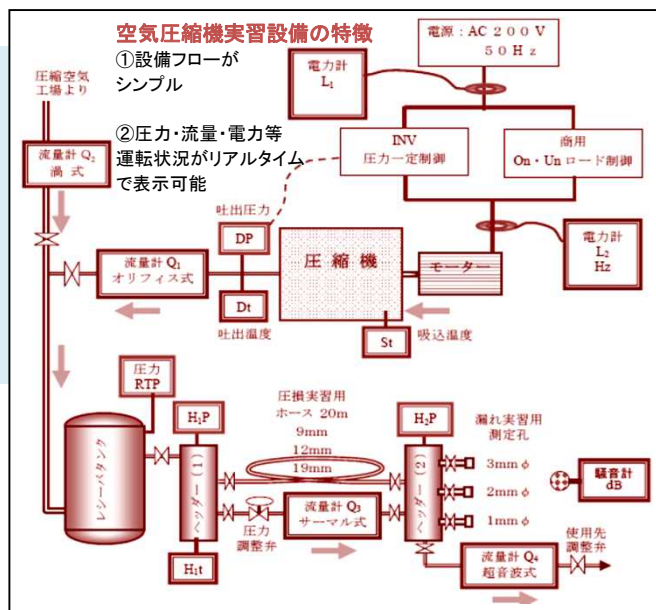 空気圧縮機実習設備の特徴
①設備フローが
シンプル
②圧力・流量・電力等
運転状況がリアルタイム
で表示可能
電源：AC 200V
50Hz
電力計
L₁
圧縮空気
工場より
流量計 Q₂
渦式
INV
圧力一定制御
商用
On・Unロード制御
吐出圧力
DP
流量計 Q₁
オリフィス式
圧縮機
モーター
電力計
L₂
Hz
Dt
吐出温度
St
吸込温度
圧力
RTP
H₁P
圧損実習用
ホース 20m
9mm
12mm
19mm
H₂P
漏れ実習用
測定孔
3mmφ
2mmφ
1mmφ
騒音計
dB
レシーバタンク
ヘッダー(1)
ヘッダー(2)
圧力
調整弁
流量計 Q₃
サーマル式
H₁t
流量計 Q₄
超音波式
使用先
調整弁